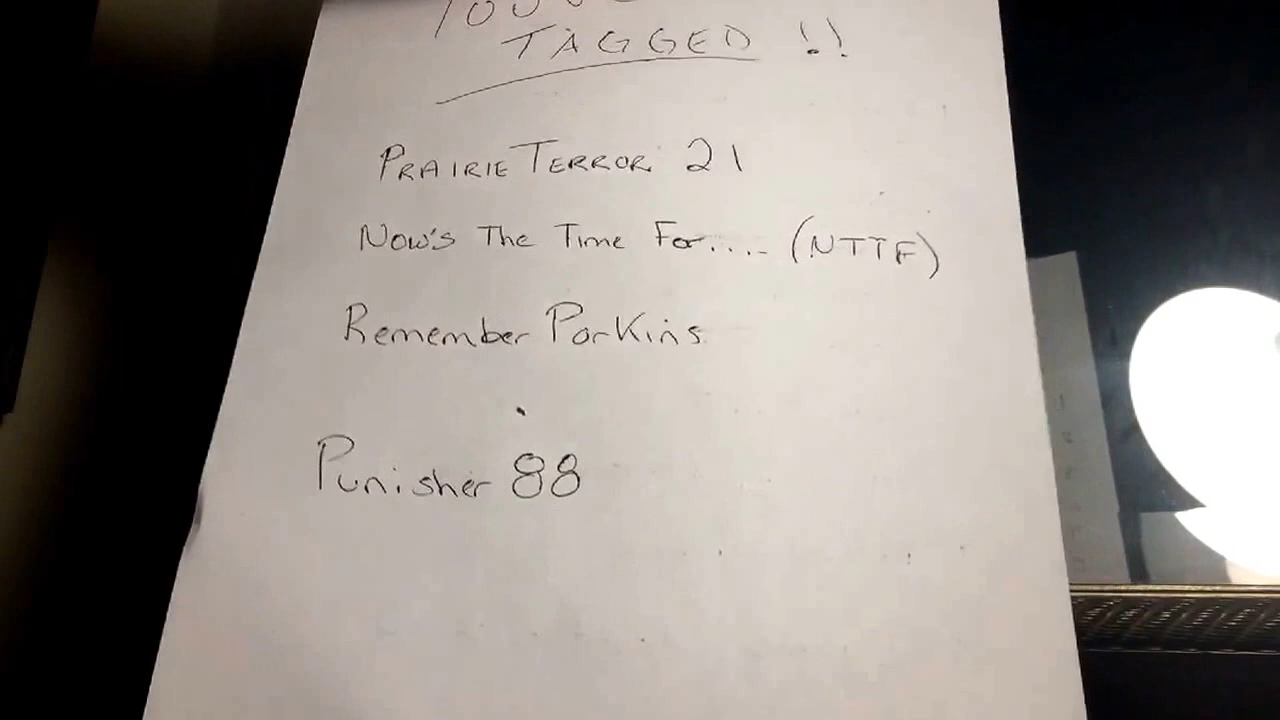 TAGGED !!
PRAIRIE TERROR 21
Now's The Time For.... (NTTF)
Remember Porkins
Punisher 88